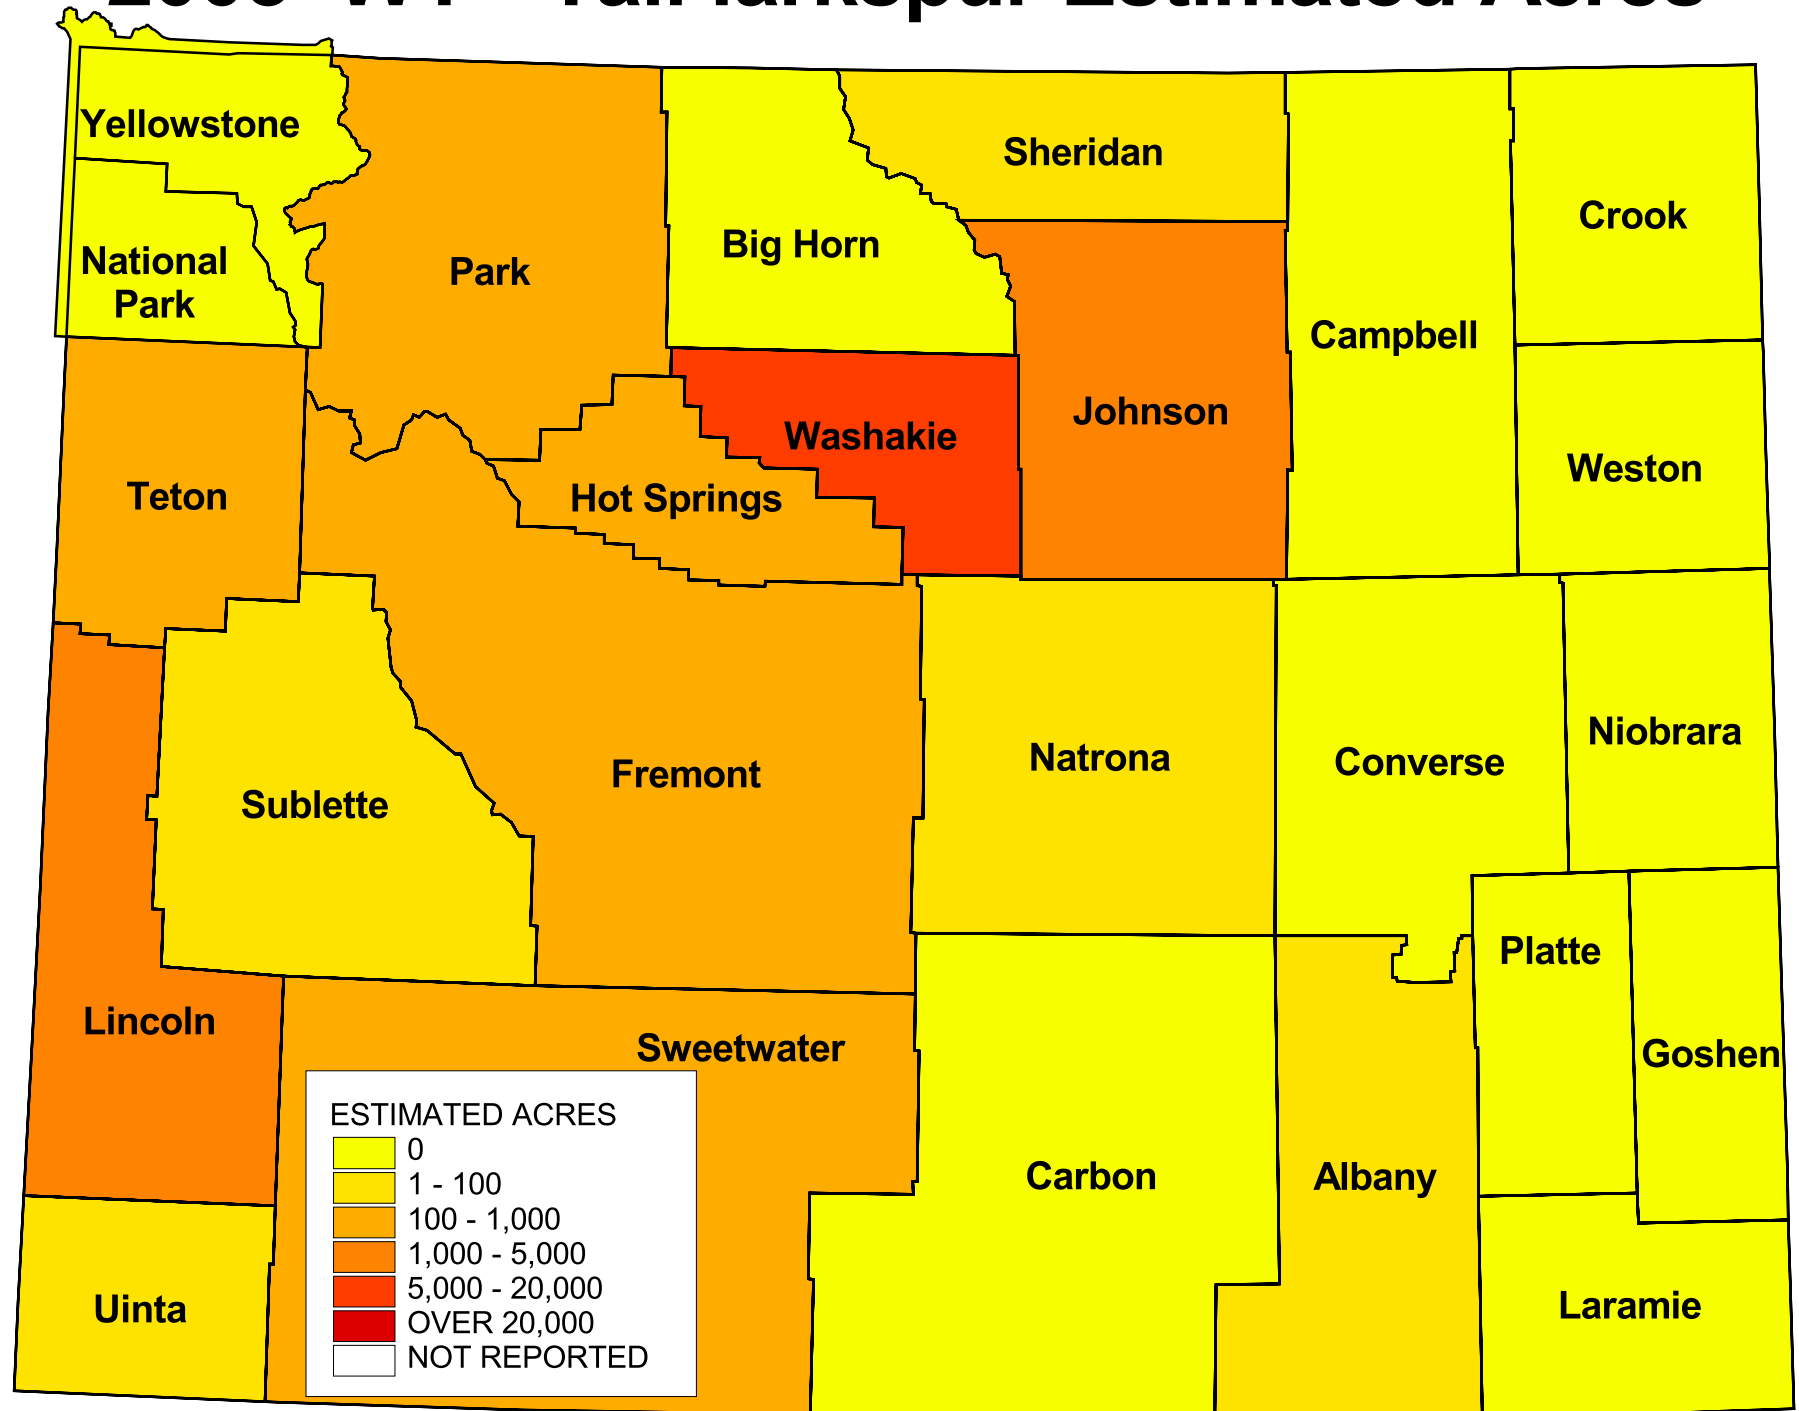 Yellowstone
National
Park
Park
Big Horn
Sheridan
Campbell
Crook
Johnson
Washakie
Weston
Teton
Hot Springs
Fremont
Sublette
Natrona
Converse
Niobrara
Platte
Lincoln
Sweetwater
Goshen
Carbon
Albany
Uinta
Laramie
ESTIMATED ACRES
0
1 - 100
100 - 1,000
1,000 - 5,000
5,000 - 20,000
OVER 20,000
NOT REPORTED